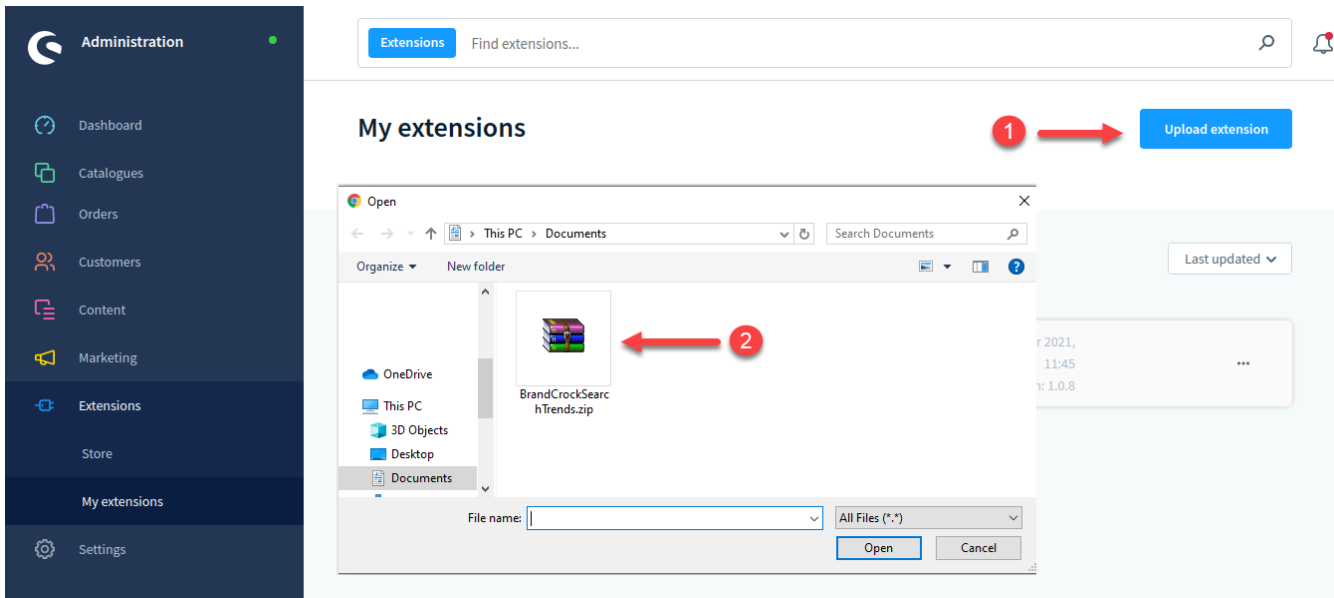 Administration
Extensions Find extensions...
Dashboard
My extensions
1
Upload extension
Catalogues
Open
Orders
This PC > Documents
Search Documents
Customers
Organize
New folder
Last updated
Content
2
r 2021,
Marketing
11:45
OneDrive
BrandCrockSearc
hTrends.zip
n: 1.0.8
Extensions
This PC
3D Objects
Store
Desktop
Documents
My extensions
File name:
All Files (*.*)
Settings
Open
Cancel